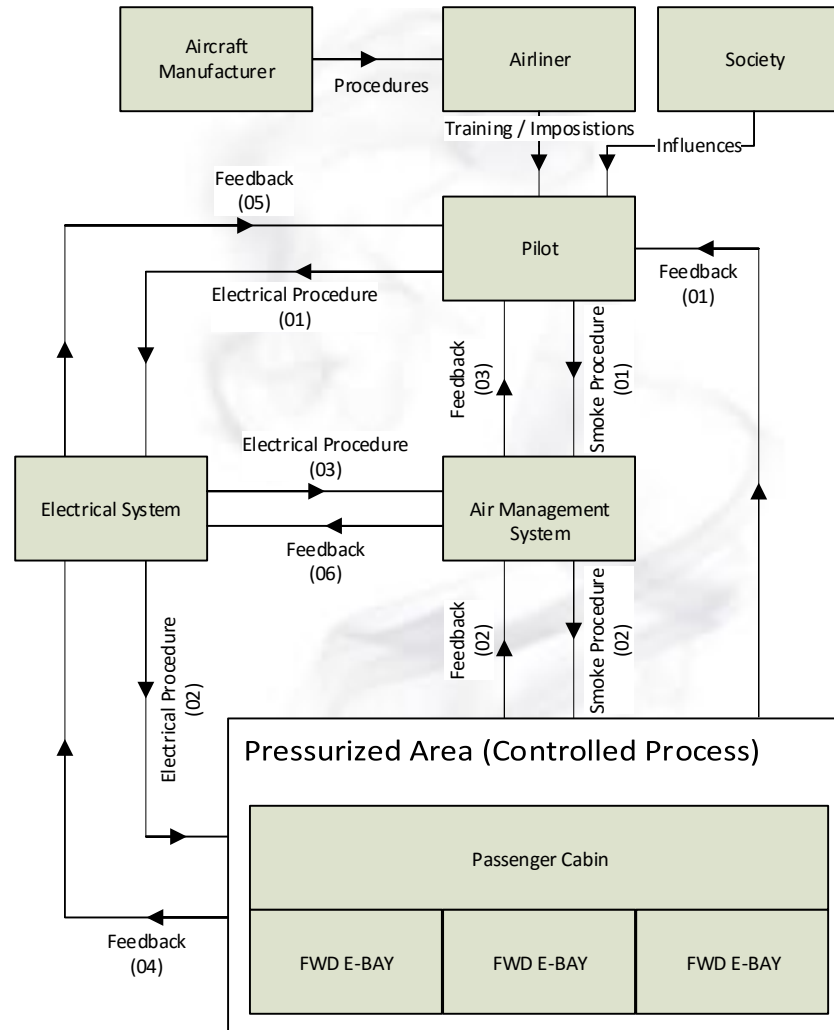 Aircraft
Manufacturer
Procedures
Airliner
Society
Training / Imposistions
Influences
Feedback
(05)
Pilot
Electrical Procedure
(01)
Feedback
(01)
Feedback
(03)
Smoke Procedure
(01)
Electrical Procedure
(03)
Electrical System
Air Management
System
Feedback
(06)
Electrical Procedure
(02)
Feedback
(02)
Smoke Procedure
(02)
Pressurized Area (Controlled Process)
Passenger Cabin
Feedback
(04)
FWD E-BAY
FWD E-BAY
FWD E-BAY